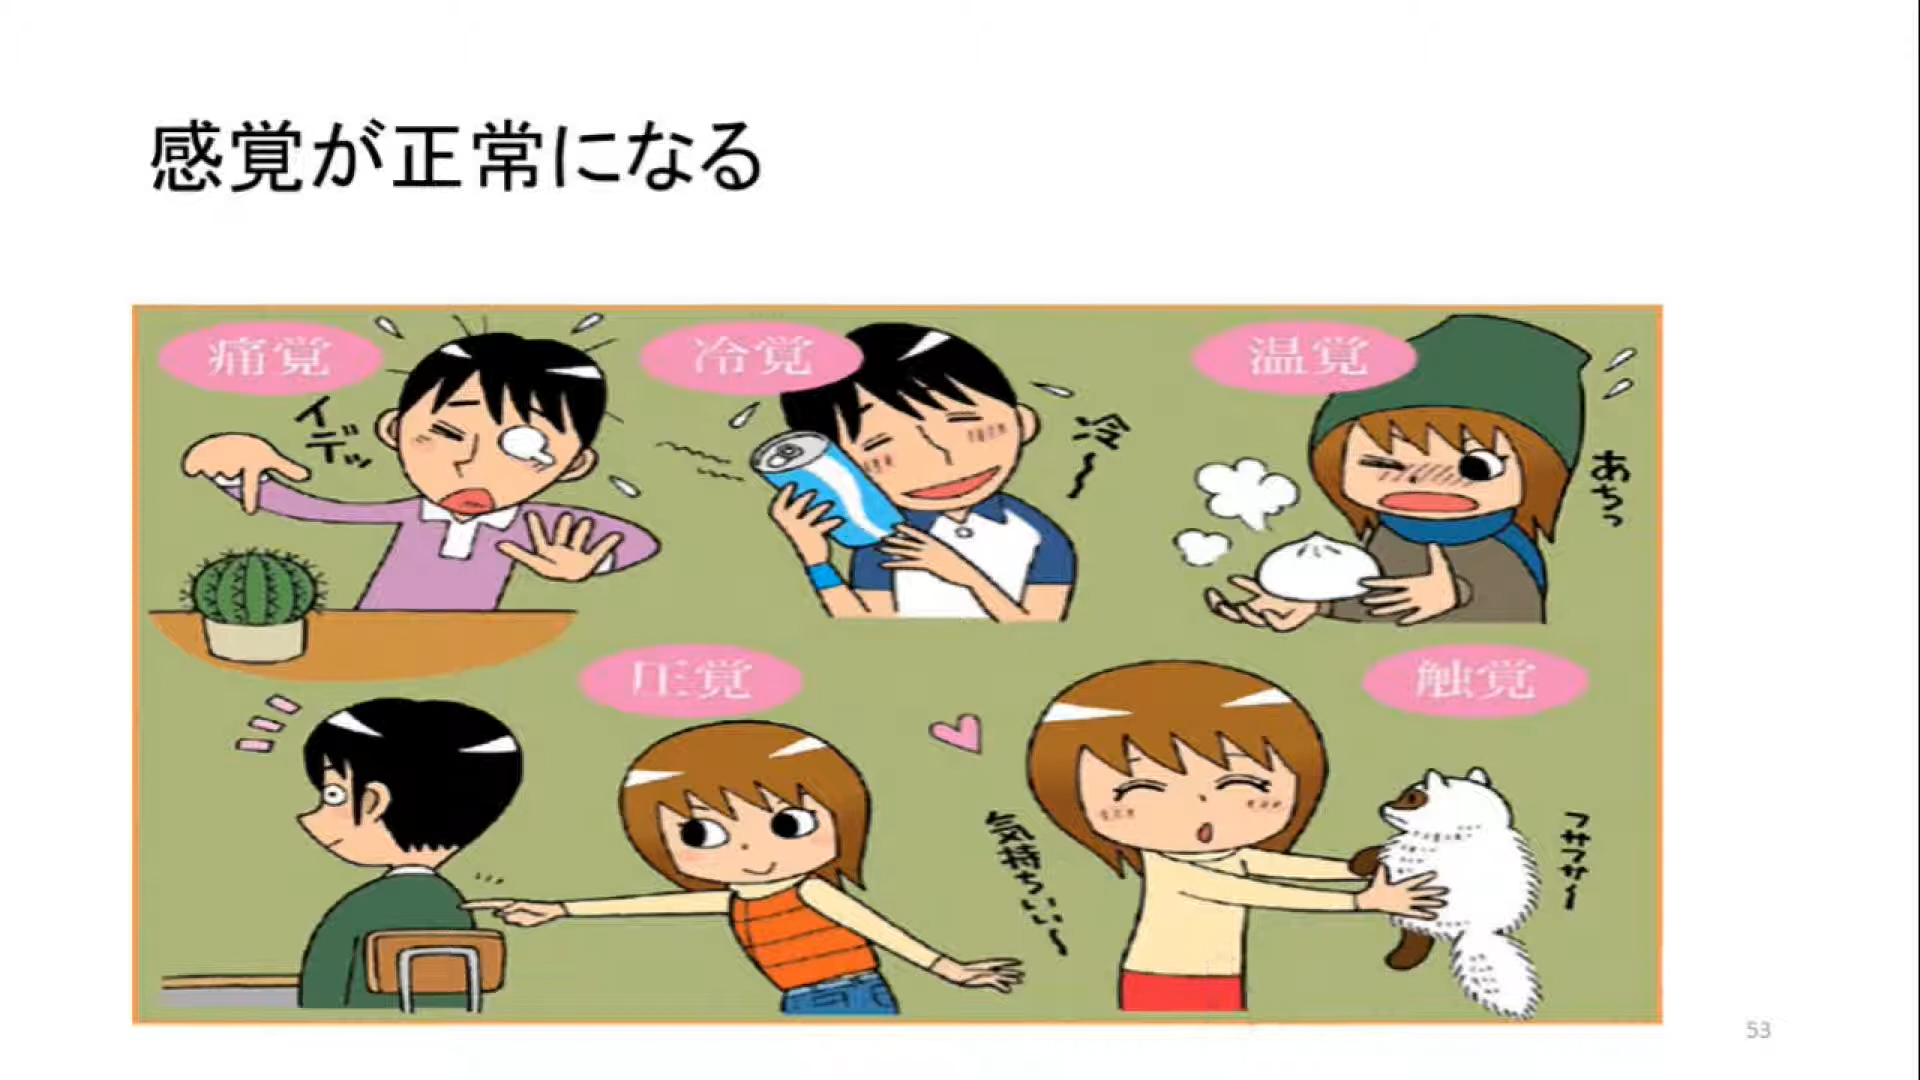 感覚が正常になる
痛覚
イデッ
冷覚
冷〜
温覚
あちっ
圧覚
触覚
気持ちいい〜
フサフサ〜
53